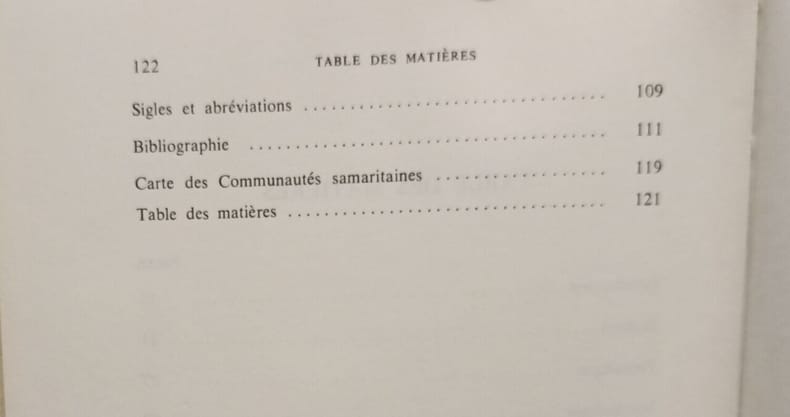 122 TABLE DES MATIÈRES
Sigles et abréviations . . . . . . . . . . . . . . . . . . . . . . . . . . . . . . . . . 109
Bibliographie . . . . . . . . . . . . . . . . . . . . . . . . . . . . . . . . . . . . . . . 111
Carte des Communautés samaritaines . . . . . . . . . . . . . . . . . . . 119
Table des matières . . . . . . . . . . . . . . . . . . . . . . . . . . . . . . . . . . . 121